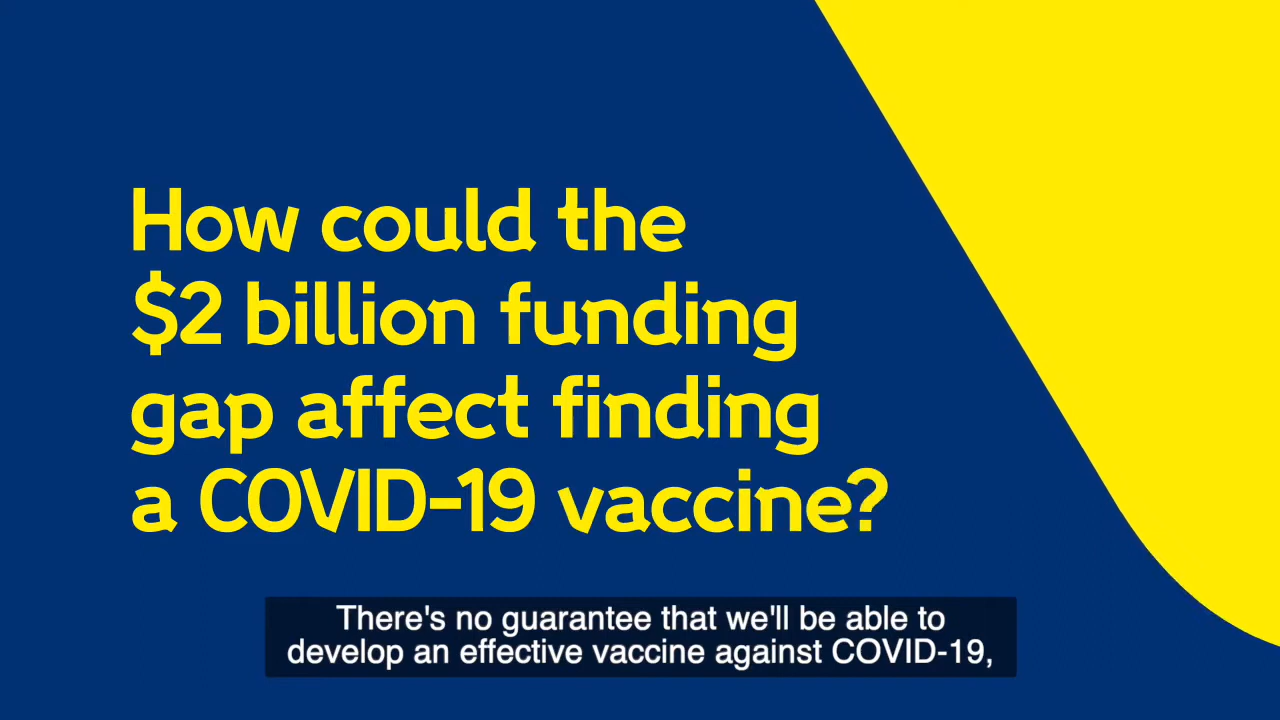 How could the
$2 billion funding
gap affect finding
a COVID-19 vaccine?
There's no guarantee that we'll be able to
develop an effective vaccine against COVID-19,